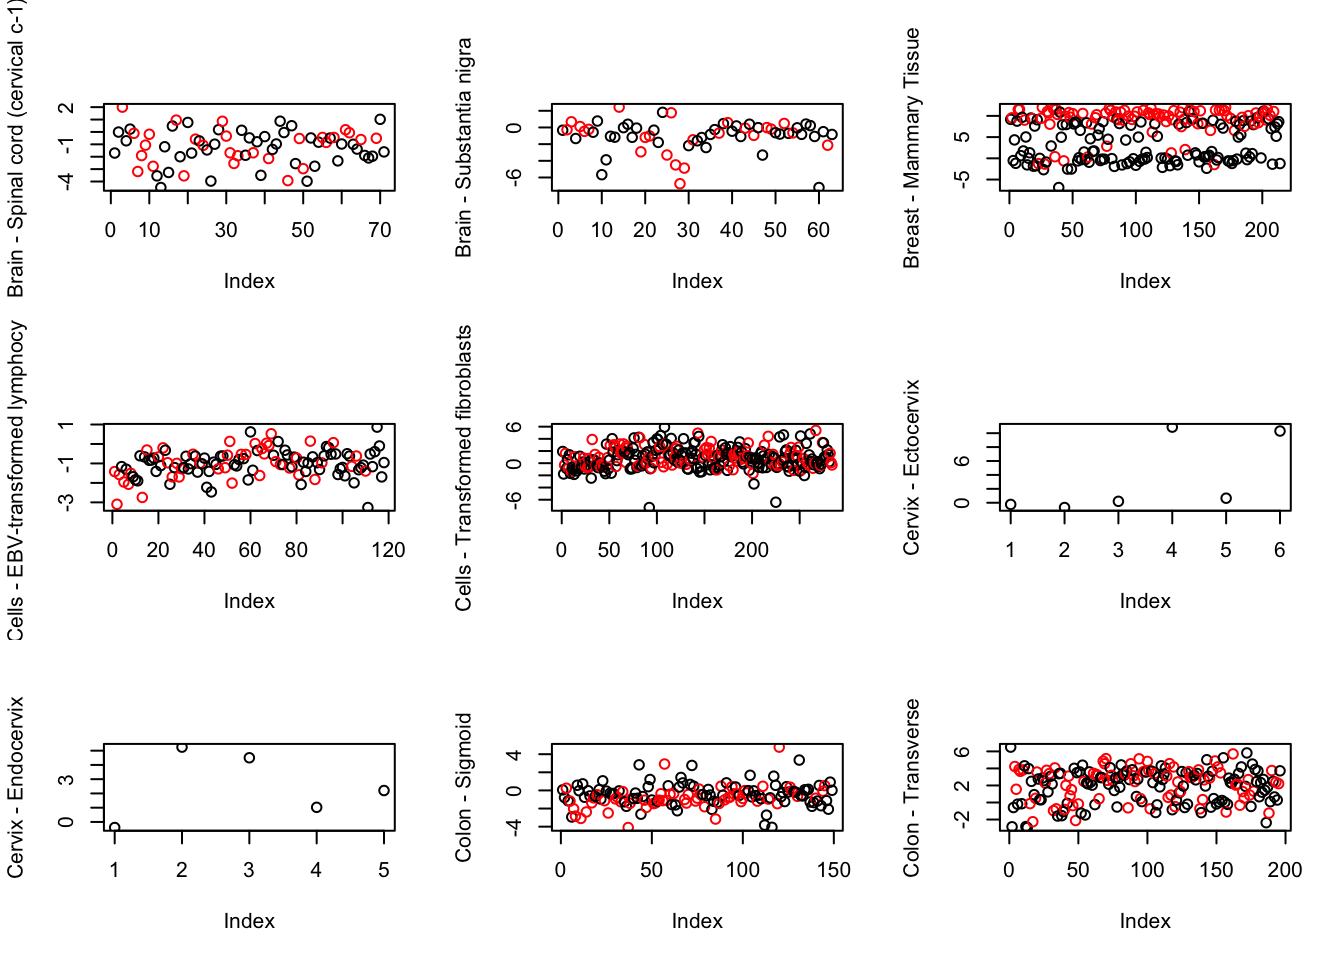 Brain - Spinal cord (cervical c-1)
2
-1
-4
0 10 30 50 70
Index
Brain - Substantia nigra
0
-6
0 10 20 30 40 50 60
Index
Breast - Mammary Tissue
5
-5
0 50 100 150 200
Index
Cells - EBV-transformed lymphocy
1
-1
-3
0 20 40 60 80 120
Index
Cells - Transformed fibroblasts
6
0
-6
0 50 100 200
Index
Cervix - Ectocervix
6
0
1 2 3 4 5 6
Index
Cervix - Endocervix
3
0
1 2 3 4 5
Index
Colon - Sigmoid
4
0
-4
0 50 100 150
Index
Colon - Transverse
6
2
-2
0 50 100 150 200
Index